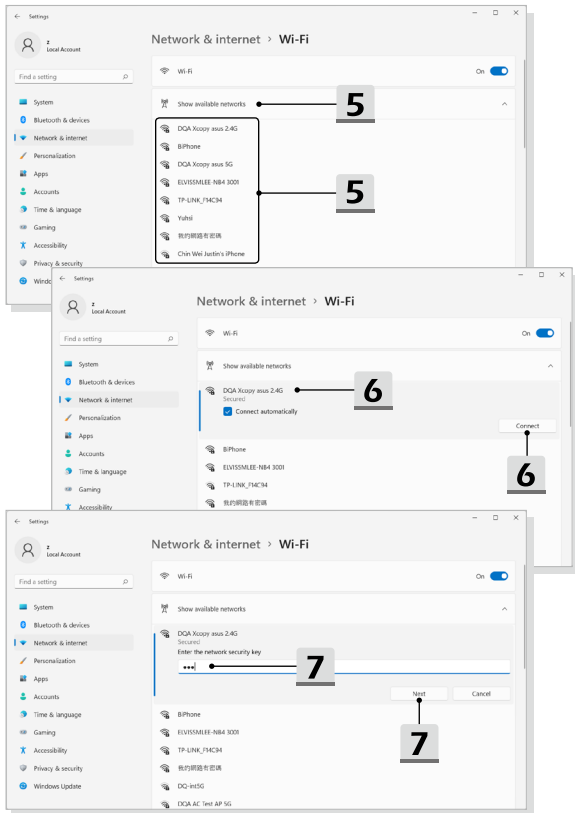 Settings
z
Local Account
Find a setting
System
Bluetooth & devices
Network & internet
Personalization
Apps
Accounts
Time & language
Gaming
Accessibility
Privacy & security
Windo
Network & internet > Wi-Fi
Wi-Fi
On
Show available networks
5
DQA Xcopy asus 2.4G
BiPhone
DQA Xcopy asus 5G
ELVISSMLEE-NB4 3001
5
TP-LINK_F14C94
Yuhsi
我的網路有密碼
Chin Wei Justin's iPhone
Settings
z
Local Account
Find a setting
System
Bluetooth & devices
Network & internet
Personalization
Apps
Accounts
Time & language
Gaming
Accessibility
Network & internet > Wi-Fi
Wi-Fi
On
Show available networks
DQA Xcopy asus 2.4G
6
Secured
Connect automatically
Connect
6
BiPhone
ELVISSMLEE-NB4 3001
TP-LINK_F14C94
我的網路有密碼
Settings
z
Local Account
Find a setting
System
Bluetooth & devices
Network & internet
Personalization
Apps
Accounts
Time & language
Gaming
Accessibility
Privacy & security
Windows Update
Network & internet > Wi-Fi
Wi-Fi
On
Show available networks
DQA Xcopy asus 2.4G
Secured
Enter the network security key
7
Next Cancel
7
BiPhone
ELVISSMLEE-NB4 3001
TP-LINK_F14C94
我的網路有密碼
DQ-int5G
DQA AC Test AP 5G